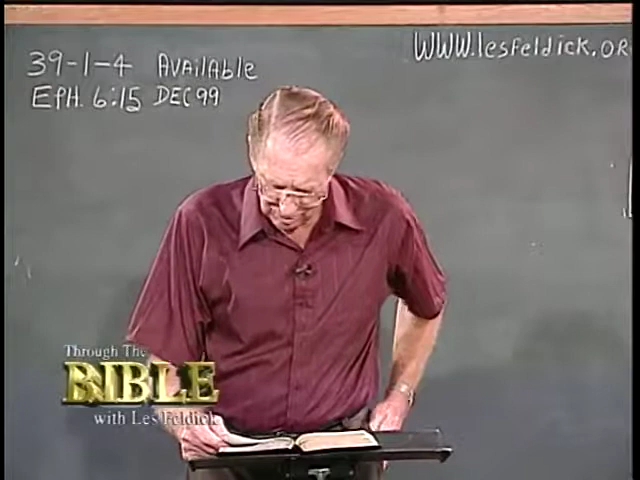 39-1-4 Available
Eph. 6:15 Dec 99
www.lesfeldick.or
Through The
BIBLE
with Les Feldick